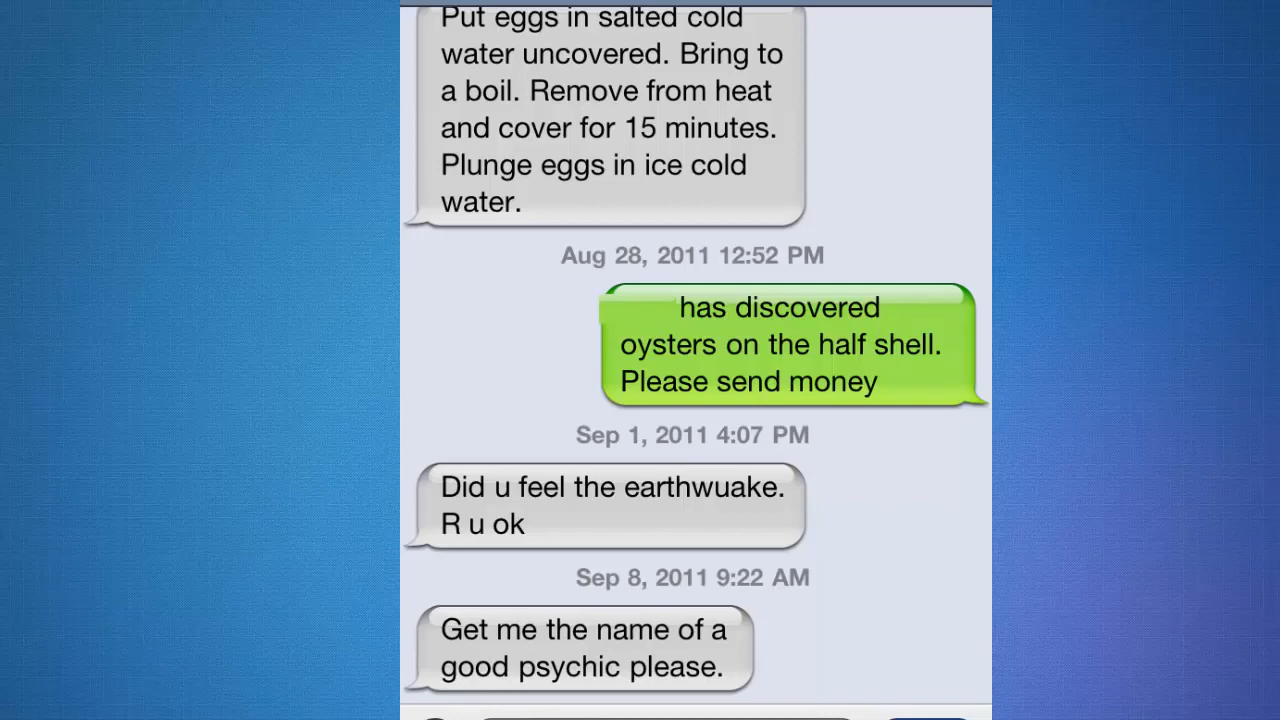 Put eggs in salted cold
water uncovered. Bring to
a boil. Remove from heat
and cover for 15 minutes.
Plunge eggs in ice cold
water.
Aug 28, 2011 12:52 PM
has discovered
oysters on the half shell.
Please send money
Sep 1, 2011 4:07 PM
Did u feel the earthwuake.
R u ok
Sep 8, 2011 9:22 AM
Get me the name of a
good psychic please.